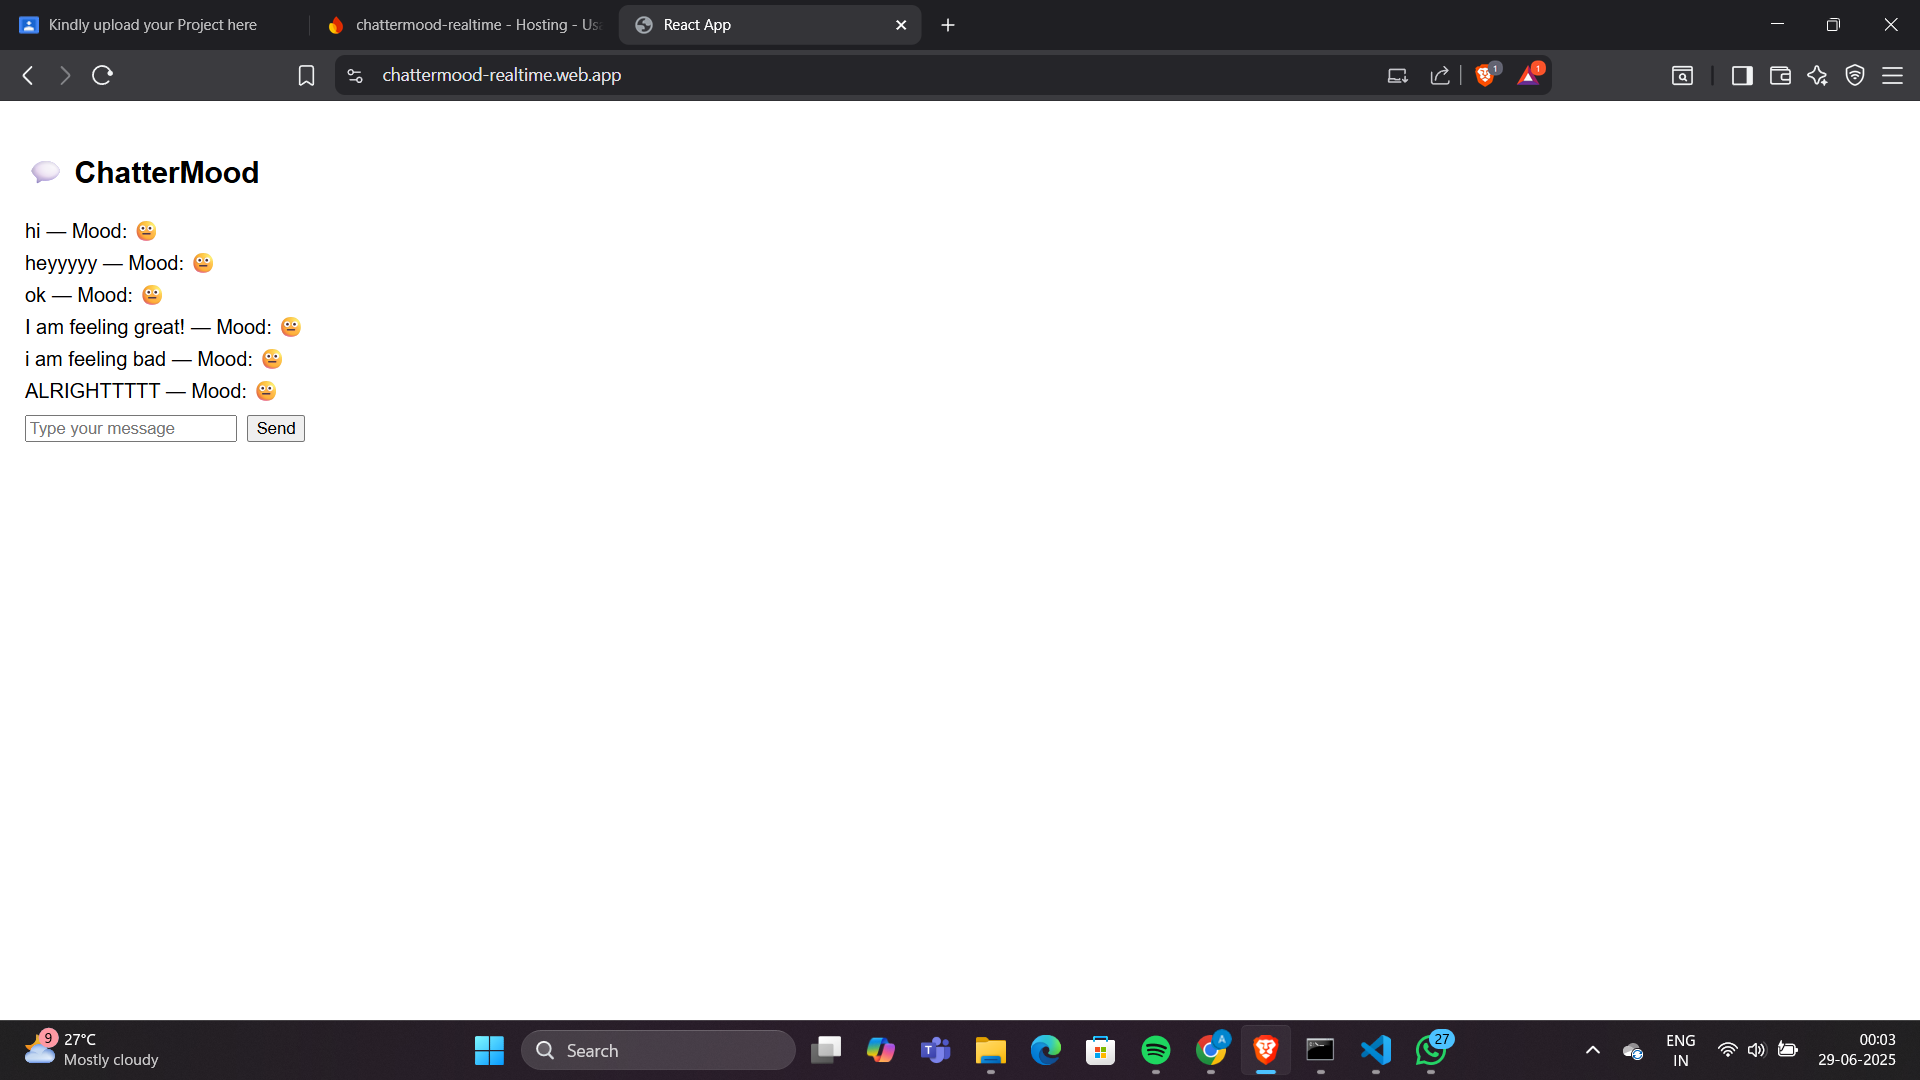 Kindly upload your Project here
chattermood-realtime - Hosting - Us
React App
chattermood-realtime.web.app
1
1
💬 ChatterMood
hi — Mood: 😐
heyyyyy — Mood: 😐
ok — Mood: 😐
I am feeling great! — Mood: 😐
i am feeling bad — Mood: 😐
ALRIGHTTTTT — Mood: 😐
Type your message
Send
9
27°C
Mostly cloudy
Search
A
27
ENG
IN
00:03
29-06-2025